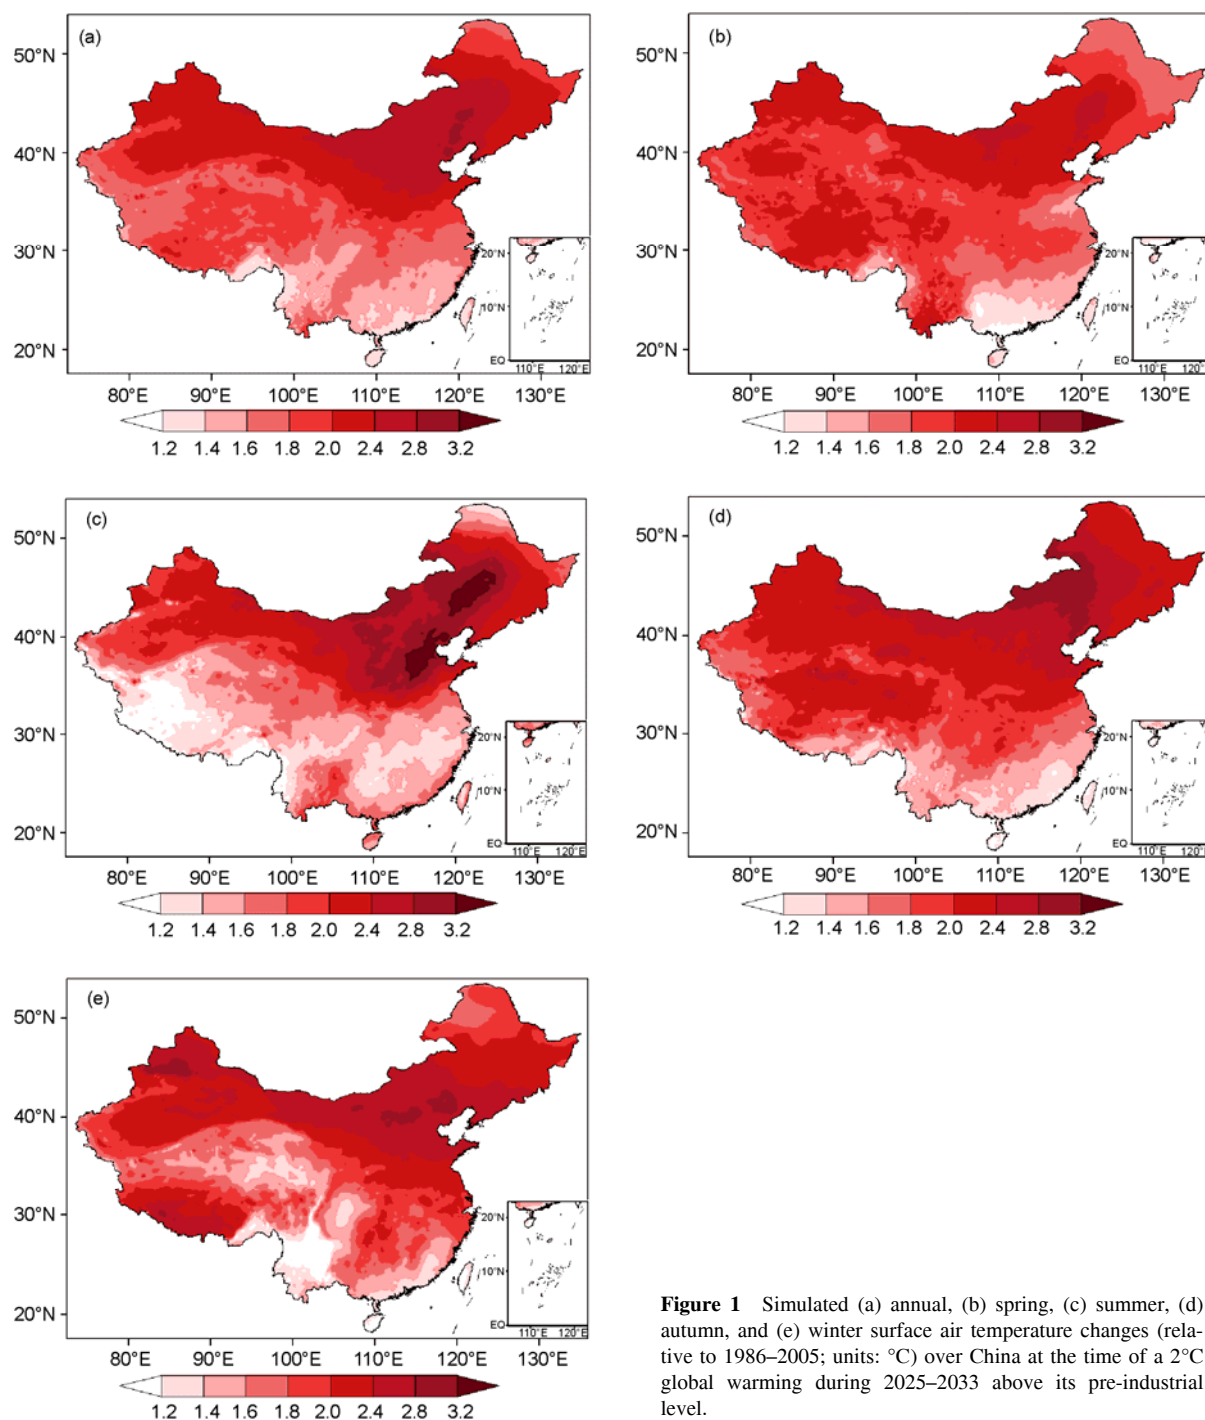 (a)
50°N
40°N
30°N
20°N
20°N
10°N
EQ
110°E 120°E
80°E 90°E 100°E 110°E 120°E 130°E
1.2 1.4 1.6 1.8 2.0 2.4 2.8 3.2
(b)
50°N
40°N
30°N
20°N
20°N
10°N
EQ
110°E 120°E
80°E 90°E 100°E 110°E 120°E 130°E
1.2 1.4 1.6 1.8 2.0 2.4 2.8 3.2
(c)
50°N
40°N
30°N
20°N
20°N
10°N
EQ
110°E 120°E
80°E 90°E 100°E 110°E 120°E 130°E
1.2 1.4 1.6 1.8 2.0 2.4 2.8 3.2
(d)
50°N
40°N
30°N
20°N
20°N
10°N
EQ
110°E 120°E
80°E 90°E 100°E 110°E 120°E 130°E
1.2 1.4 1.6 1.8 2.0 2.4 2.8 3.2
(e)
50°N
40°N
30°N
20°N
20°N
10°N
EQ
110°E 120°E
80°E 90°E 100°E 110°E 120°E 130°E
1.2 1.4 1.6 1.8 2.0 2.4 2.8 3.2
Figure 1 Simulated (a) annual, (b) spring, (c) summer, (d)
autumn, and (e) winter surface air temperature changes (rela-
tive to 1986–2005; units: °C) over China at the time of a 2°C
global warming during 2025–2033 above its pre-industrial
level.